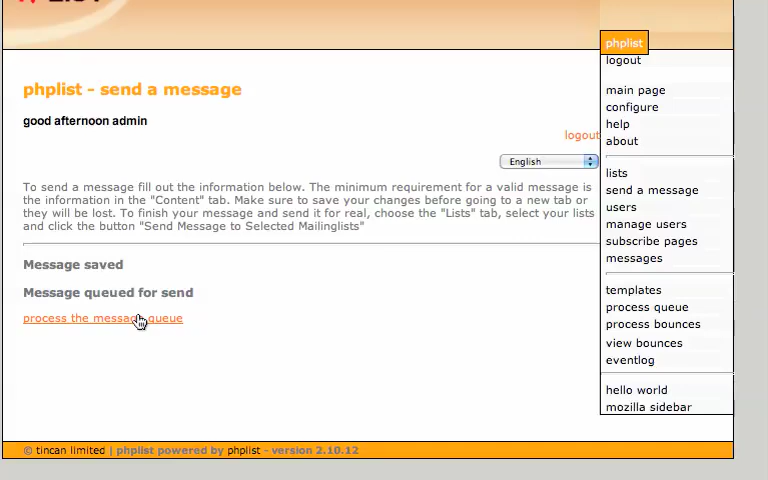 phplist
logout
phplist - send a message
main page
configure
good afternoon admin
help
logout
about
English
lists
To send a message fill out the information below. The minimum requirement for a valid message is
the information in the "Content" tab. Make sure to save your changes before going to a new tab or
they will be lost. To finish your message and send it for real, choose the "Lists" tab, select your lists
and click the button "Send Message to Selected Mailinglists"
send a message
users
manage users
subscribe pages
messages
Message saved
Message queued for send
process the message queue
templates
process queue
process bounces
view bounces
eventlog
hello world
mozilla sidebar
© tincan limited | phplist powered by phplist - version 2.10.12